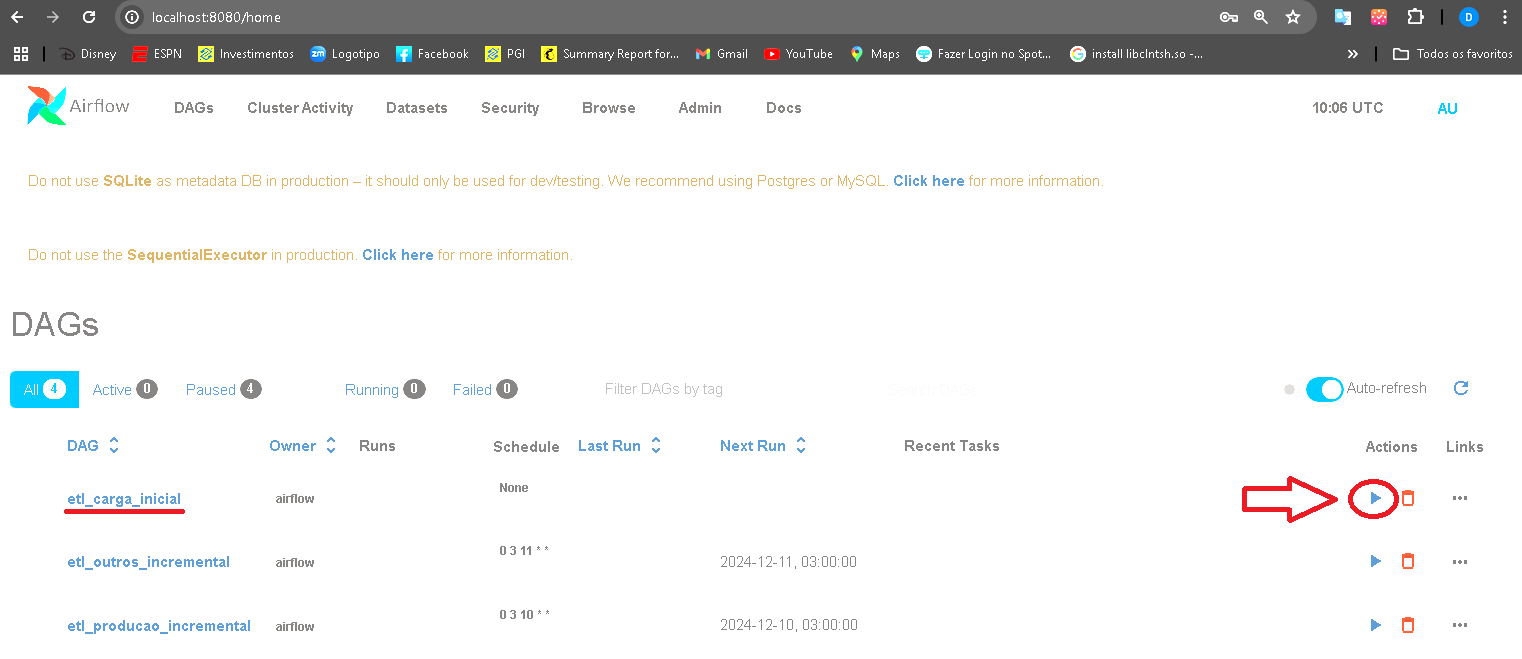 localhost:8080/home
D
Disney ESPN Investimentos zm Logotipo Facebook PGI Summary Report for... Gmail YouTube Maps Fazer Login no Spot... install libclntsh.so -... » Todos os favoritos
Airflow DAGs Cluster Activity Datasets Security Browse Admin Docs 10:06 UTC AU
Do not use SQLite as metadata DB in production – it should only be used for dev/testing. We recommend using Postgres or MySQL. Click here for more information.
Do not use the SequentialExecutor in production. Click here for more information.
DAGs
All 4 Active 0 Paused 4 Running 0 Failed 0 Filter DAGs by tag Search DAGs Auto-refresh
DAG Owner Runs Schedule Last Run Next Run Recent Tasks Actions Links
etl_carga_inicial airflow None
etl_outros_incremental airflow 0 3 11 * * 2024-12-11, 03:00:00
etl_producao_incremental airflow 0 3 10 * * 2024-12-10, 03:00:00